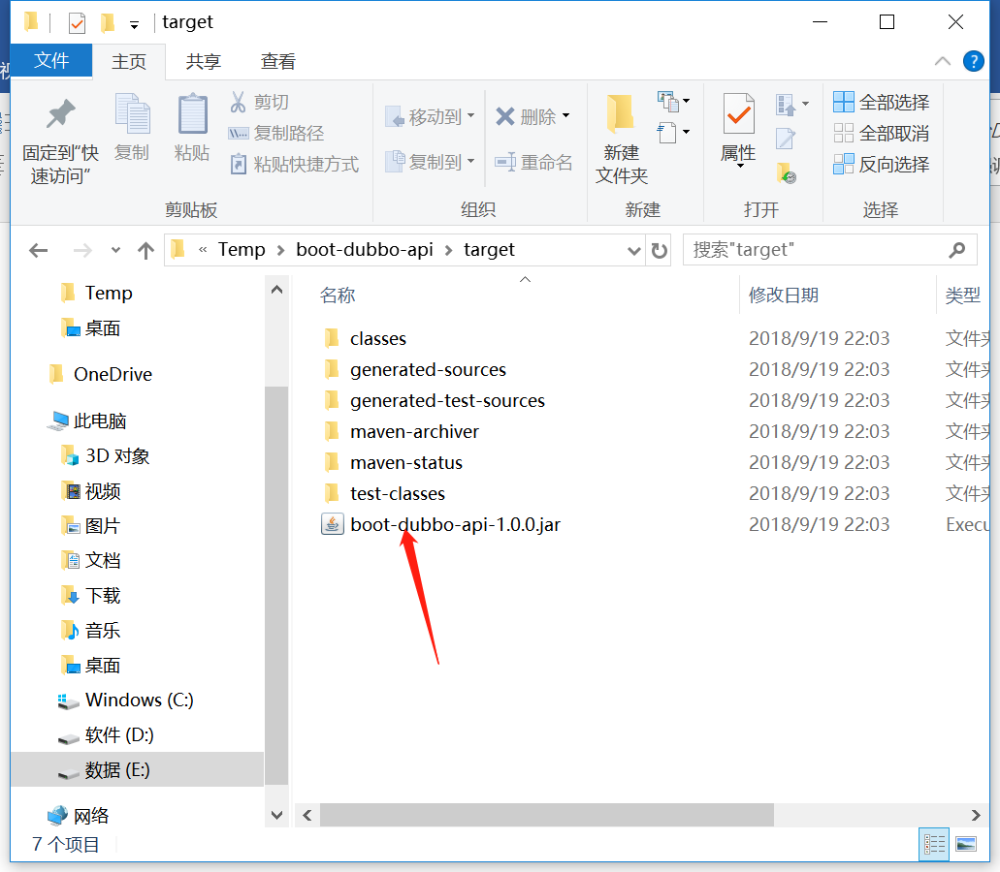 target
文件
主页
共享
查看
固定到"快
速访问"
复制
粘贴
剪切
复制路径
粘贴快捷方式
剪贴板
移动到
复制到
删除
重命名
组织
新建
文件夹
新建
属性
打开
全部选择
全部取消
反向选择
选择
« Temp > boot-dubbo-api > target
搜索"target"
Temp
桌面
OneDrive
此电脑
3D 对象
视频
图片
文档
下载
音乐
桌面
Windows (C:)
软件 (D:)
数据 (E:)
网络
名称 修改日期 类型
classes 2018/9/19 22:03 文件夹
generated-sources 2018/9/19 22:03 文件夹
generated-test-sources 2018/9/19 22:03 文件夹
maven-archiver 2018/9/19 22:03 文件夹
maven-status 2018/9/19 22:03 文件夹
test-classes 2018/9/19 22:03 文件夹
boot-dubbo-api-1.0.0.jar 2018/9/19 22:03 Execu
7 个项目